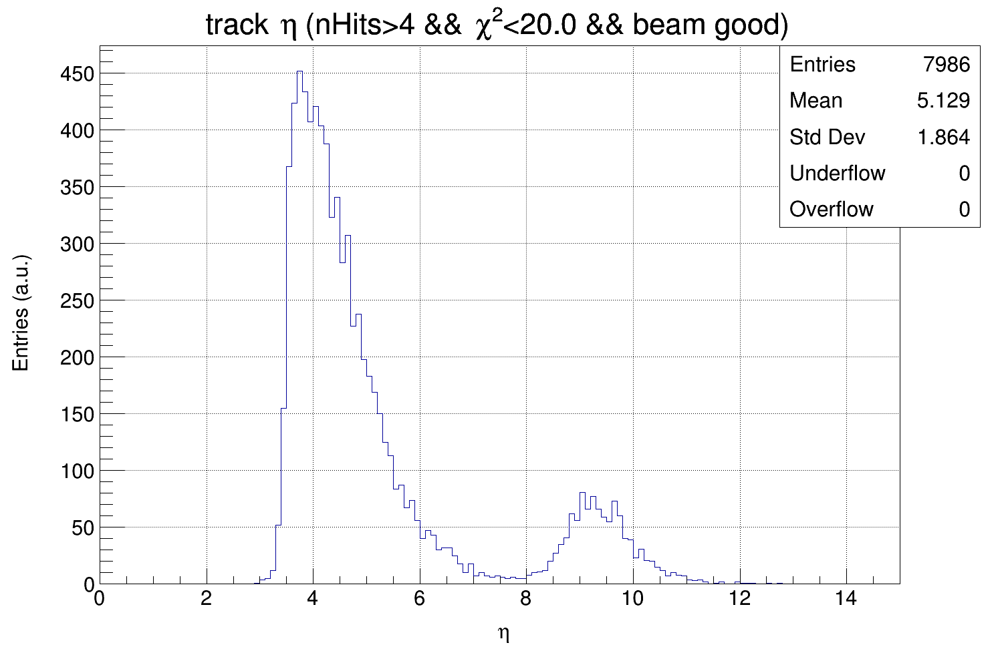 track η (nHits>4 && χ²<20.0 && beam good)
Entries 7986
Mean 5.129
Std Dev 1.864
Underflow 0
Overflow 0
450
400
350
300
250
200
150
100
50
0
Entries (a.u.)
0 2 4 6 8 10 12 14
η